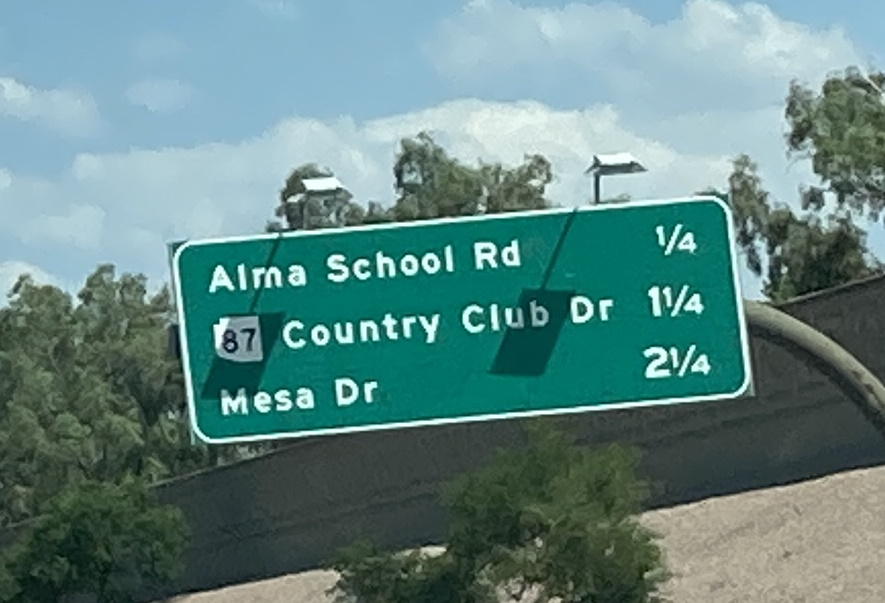 Alma School Rd 1/4
87 Country Club Dr 1 1/4
Mesa Dr 2 1/4